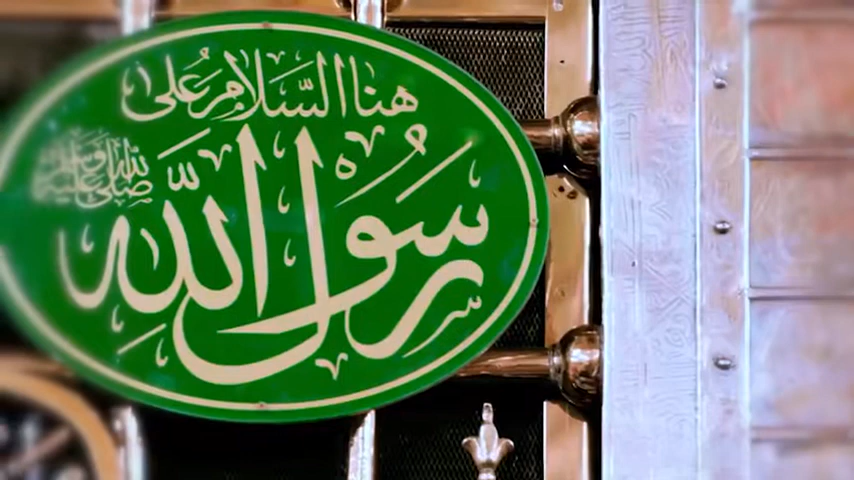 هنا السلام على
رسول الله
صلى الله عليه وسلم